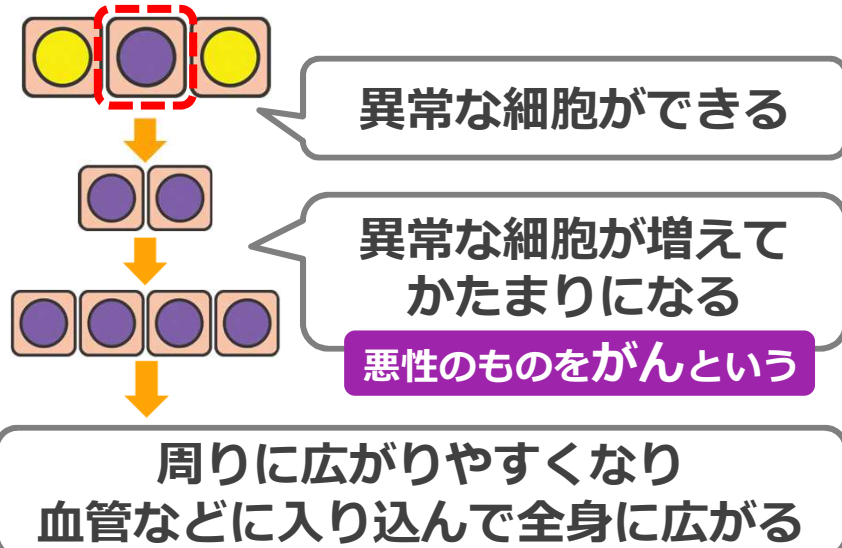 異常な細胞ができる
異常な細胞が増えて
かたまりになる
悪性のものをがんという
周りに広がりやすくなり
血管などに入り込んで全身に広がる